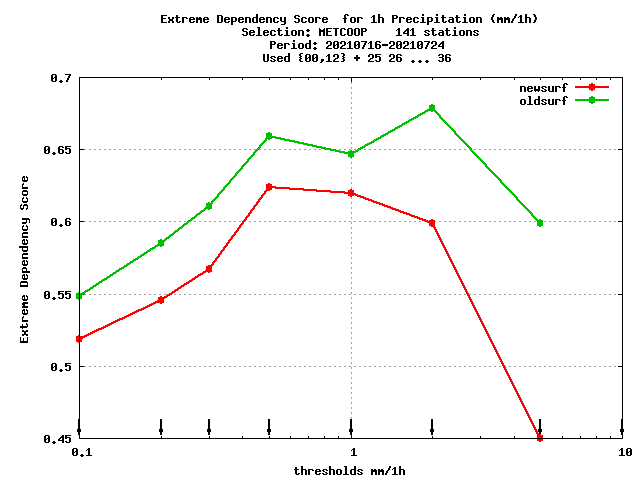 Extreme Dependency Score  for 1h Precipitation (mm/1h)
Selection: METCOOP    141 stations
Period: 20210716-20210724
Used {00,12} + 25 26 ... 36
0.7
newsurf
oldsurf
0.65
0.6
Extreme Dependency Score
0.55
0.5
0.45
0.1 1 10
thresholds mm/1h